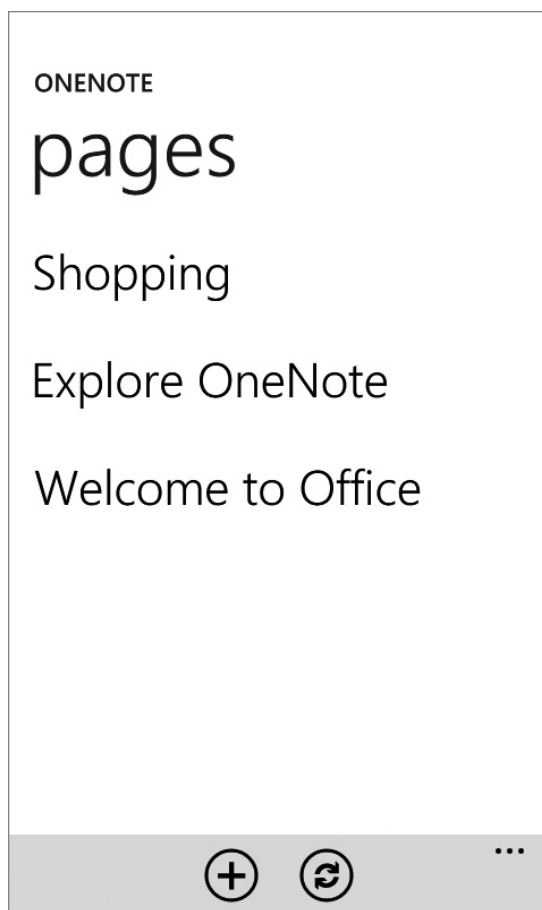 ONENOTE
pages
Shopping
Explore OneNote
Welcome to Office